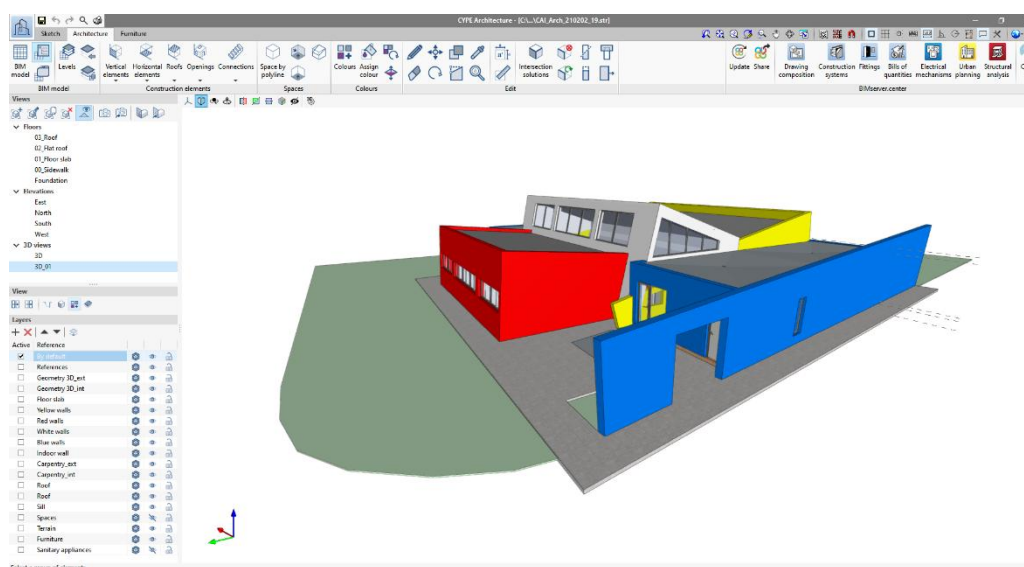 CYPE Architecture - [C:\...\CAI_Arch_210202_19.str]
Sketch Architecture Furniture
BIM model Levels Vertical elements Horizontal elements Roofs Openings Connections Space by polyline Colours Assign colour Intersection solutions Update Share Drawing composition Construction systems Fittings Bills of quantities Electrical mechanisms Urban planning Structural analysis
BIM model Construction elements Spaces Colours Edit BIMserver.center
Views
Floors
03_Roof
02_Flat roof
01_Floor slab
00_Sidewalk
Foundation
Elevations
East
North
South
West
3D views
3D
3D_01
View
Layers
Active Reference
By default
References
Geometry 3D_ext
Geometry 3D_int
Floor slab
Yellow walls
Red walls
White walls
Blue walls
Indoor wall
Carpentry_ext
Carpentry_int
Roof
Roof
Sill
Spaces
Terrain
Furniture
Sanitary appliances